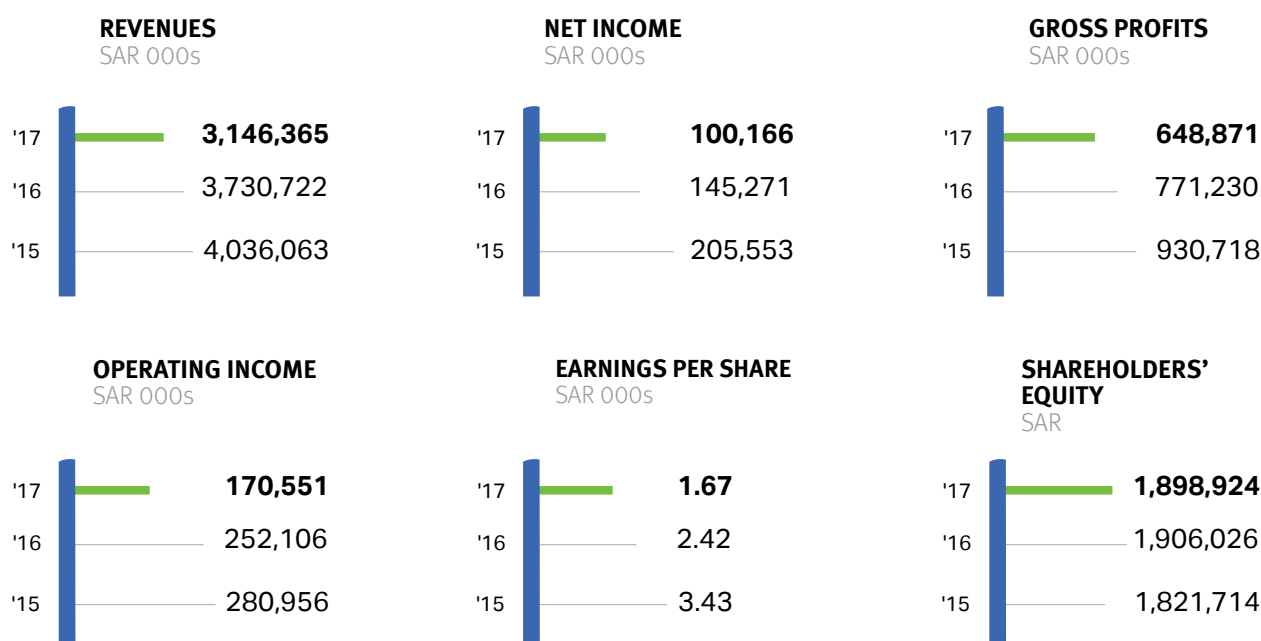 REVENUES
SAR 000s
'17 3,146,365
'16 3,730,722
'15 4,036,063
NET INCOME
SAR 000s
'17 100,166
'16 145,271
'15 205,553
GROSS PROFITS
SAR 000s
'17 648,871
'16 771,230
'15 930,718
OPERATING INCOME
SAR 000s
'17 170,551
'16 252,106
'15 280,956
EARNINGS PER SHARE
SAR 000s
'17 1.67
'16 2.42
'15 3.43
SHAREHOLDERS’
EQUITY
SAR
'17 1,898,924
'16 1,906,026
'15 1,821,714